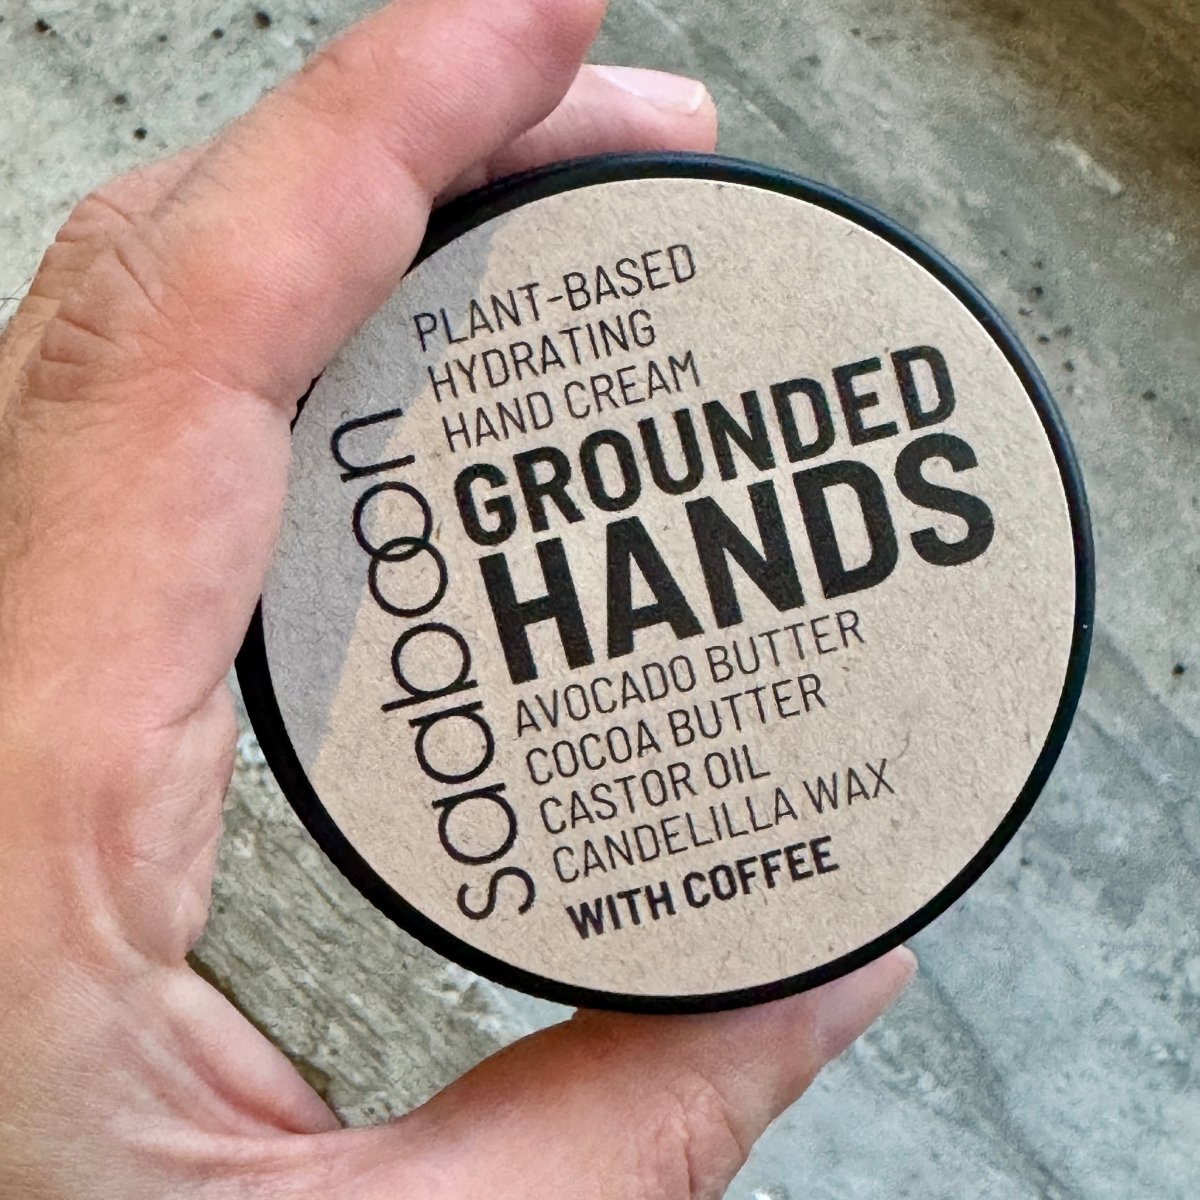 saaboon
PLANT-BASED
HYDRATING
HAND CREAM
GROUNDED
HANDS
AVOCADO BUTTER
COCOA BUTTER
CASTOR OIL
CANDELILLA WAX
WITH COFFEE